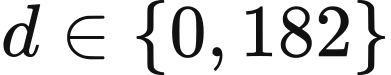 d ∈ {0, 182}